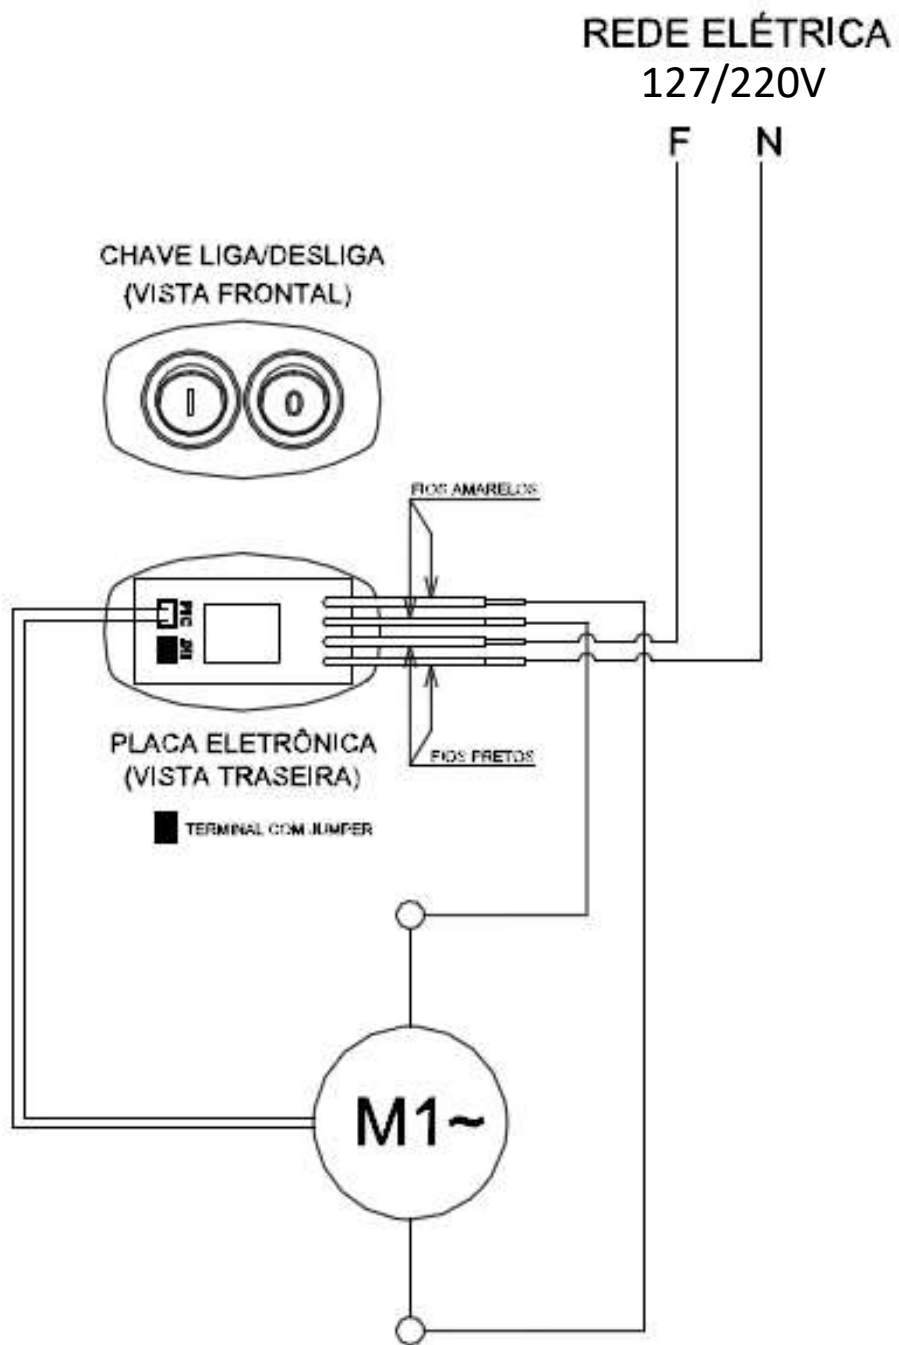 REDE ELÉTRICA
127/220V
F N
CHAVE LIGA/DESLIGA
(VISTA FRONTAL)
I 0
FIOS AMARELOS
PTC
PLACA ELETRÔNICA
(VISTA TRASEIRA)
FIOS PRETOS
TERMINAL COM JUMPER
M1~